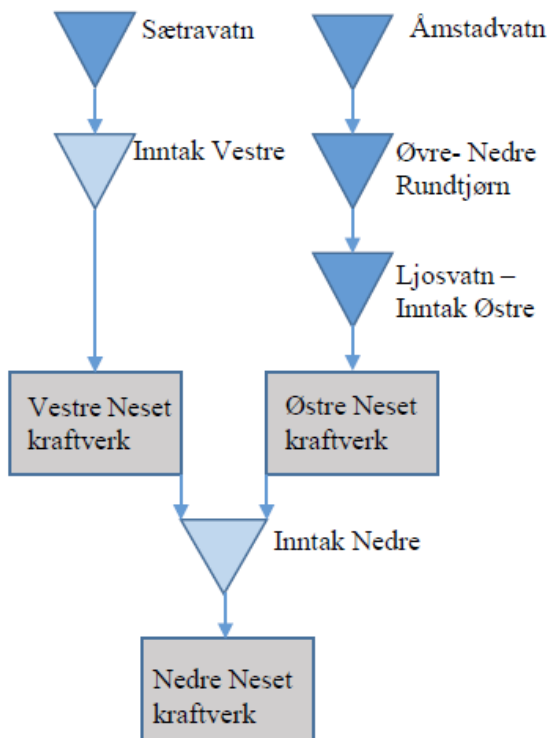 Sætravatn
Åmstadvatn
Inntak Vestre
Øvre- Nedre
Rundtjørn
Ljosvatn –
Inntak Østre
Vestre Neset
kraftverk
Østre Neset
kraftverk
Inntak Nedre
Nedre Neset
kraftverk